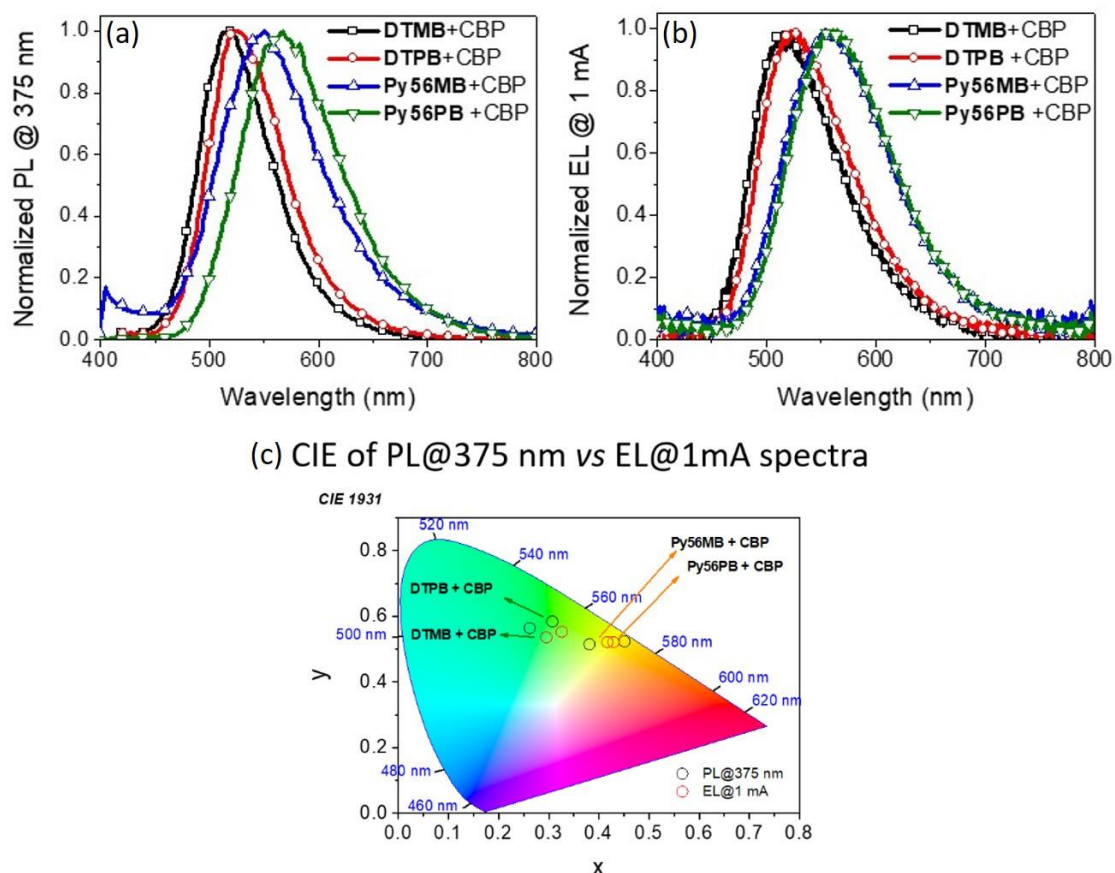 (a)
DTMB+CBP
DTPB+CBP
Py56MB+CBP
Py56PB +CBP
Normalized PL @ 375 nm
1.0
0.8
0.6
0.4
0.2
0.0
400 500 600 700 800
Wavelength (nm)
(b)
DTMB+CBP
DTPB+CBP
Py56MB+CBP
Py56PB +CBP
Normalized EL @ 1 mA
1.0
0.8
0.6
0.4
0.2
0.0
400 500 600 700 800
Wavelength (nm)
(c) CIE of PL@375 nm vs EL@1mA spectra
CIE 1931
Py56MB + CBP
Py56PB + CBP
DTPB + CBP
DTMB + CBP
520 nm
540 nm
560 nm
580 nm
600 nm
620 nm
500 nm
480 nm
460 nm
PL@375 nm
EL@1 mA
y
0.8
0.6
0.4
0.2
0.0
0.0 0.1 0.2 0.3 0.4 0.5 0.6 0.7 0.8
x